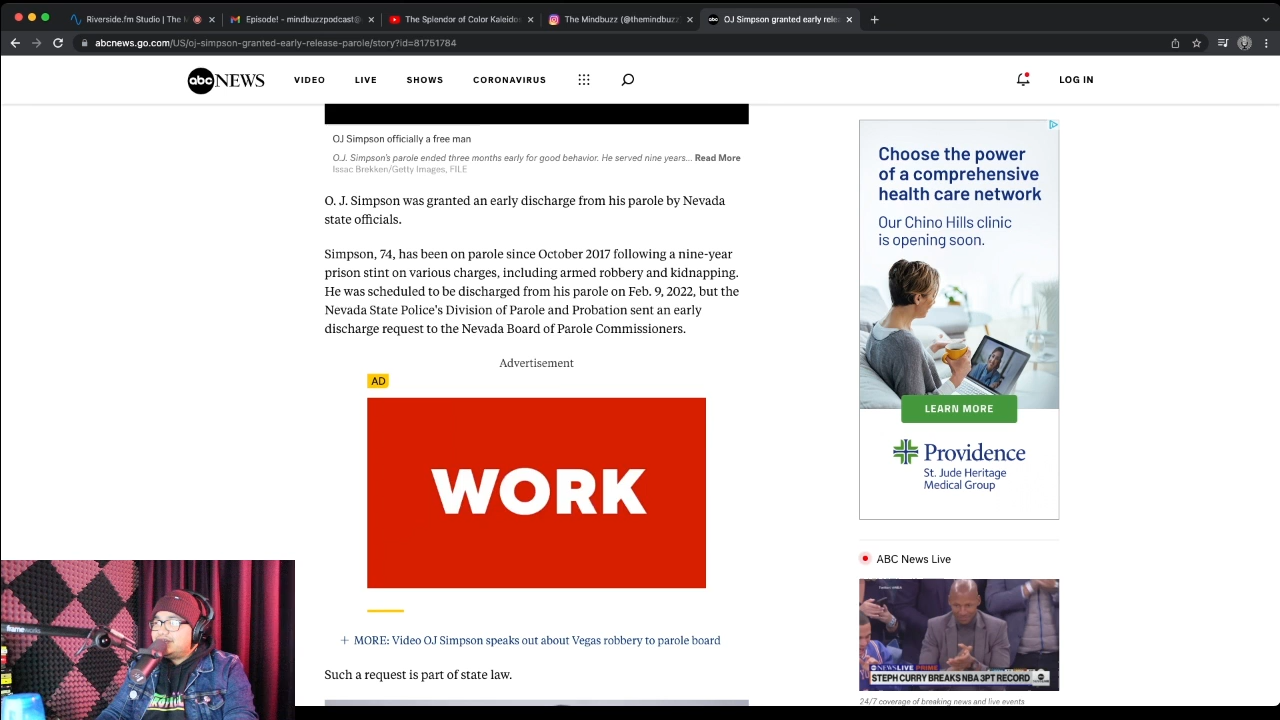 Riverside.fm Studio | The M
Episode! - mindbuzzpodcast@
The Splendor of Color Kaleidos
The Mindbuzz (@themindbuzz_
OJ Simpson granted early relea
abcnews.go.com/US/oj-simpson-granted-early-release-parole/story?id=81751784
abc NEWS VIDEO LIVE SHOWS CORONAVIRUS LOG IN
OJ Simpson officially a free man
O.J. Simpson's parole ended three months early for good behavior. He served nine years... Read More
Issac Brekken/Getty Images, FILE
O. J. Simpson was granted an early discharge from his parole by Nevada
state officials.
Simpson, 74, has been on parole since October 2017 following a nine-year
prison stint on various charges, including armed robbery and kidnapping.
He was scheduled to be discharged from his parole on Feb. 9, 2022, but the
Nevada State Police's Division of Parole and Probation sent an early
discharge request to the Nevada Board of Parole Commissioners.
Advertisement
AD
WORK
+ MORE: Video OJ Simpson speaks out about Vegas robbery to parole board
Such a request is part of state law.
Choose the power
of a comprehensive
health care network
Our Chino Hills clinic
is opening soon.
LEARN MORE
Providence
St. Jude Heritage
Medical Group
ABC News Live
NEWSLIVE PRIME
STEPH CURRY BREAKS NBA 3PT RECORD
24/7 coverage of breaking news and live events
frameworks